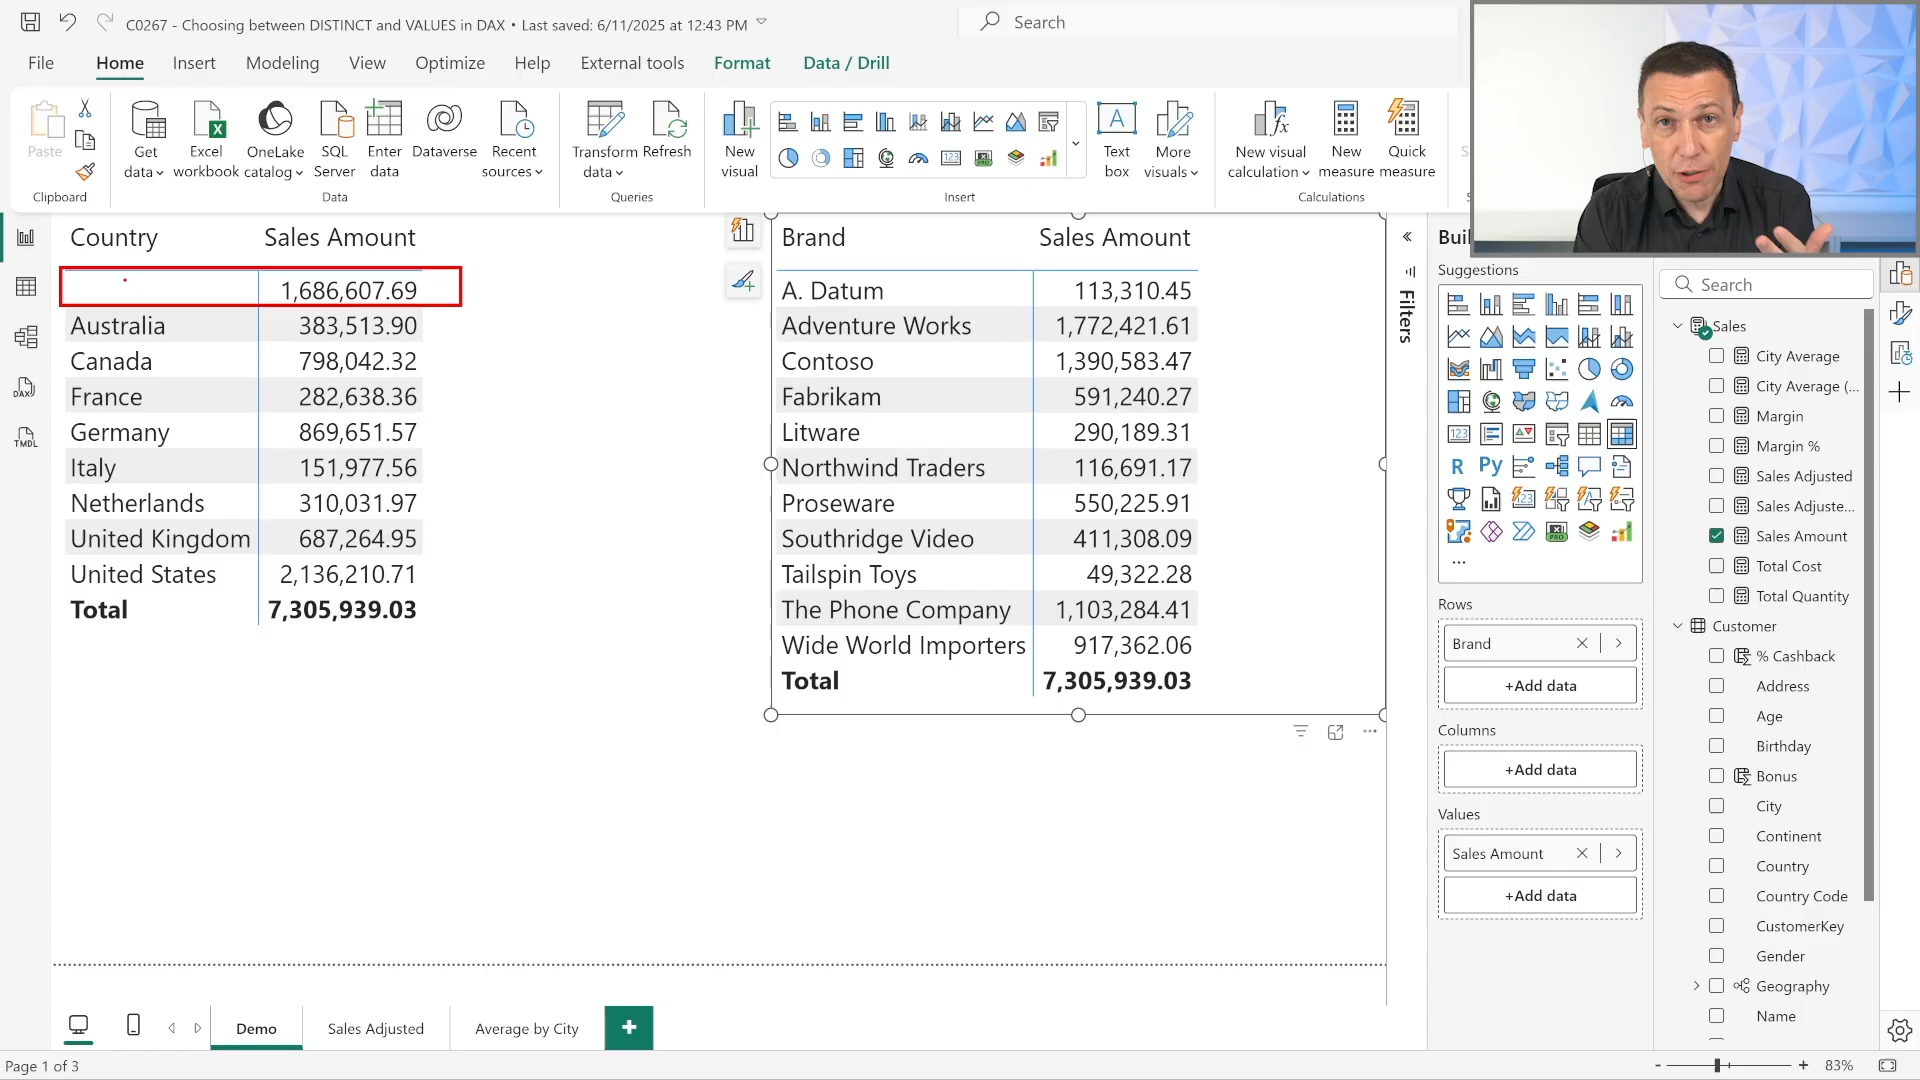 C0267 - Choosing between DISTINCT and VALUES in DAX • Last saved: 6/11/2025 at 12:43 PM
Search
File
Home
Insert
Modeling
View
Optimize
Help
External tools
Format
Data / Drill
Paste
Get data
Excel workbook
OneLake catalog
SQL Server
Enter data
Dataverse
Recent sources
Transform data
Refresh
New visual
Text box
More visuals
New visual calculation
New measure
Quick measure
Clipboard
Data
Queries
Insert
Calculations
Country Sales Amount
1,686,607.69
Australia 383,513.90
Canada 798,042.32
France 282,638.36
Germany 869,651.57
Italy 151,977.56
Netherlands 310,031.97
United Kingdom 687,264.95
United States 2,136,210.71
Total 7,305,939.03
Brand Sales Amount
A. Datum 113,310.45
Adventure Works 1,772,421.61
Contoso 1,390,583.47
Fabrikam 591,240.27
Litware 290,189.31
Northwind Traders 116,691.17
Proseware 550,225.91
Southridge Video 411,308.09
Tailspin Toys 49,322.28
The Phone Company 1,103,284.41
Wide World Importers 917,362.06
Total 7,305,939.03
Filters
Suggestions
R
Py
123
...
Rows
Brand
+Add data
Columns
+Add data
Values
Sales Amount
+Add data
Search
Sales
City Average
City Average (...
Margin
Margin %
Sales Adjusted
Sales Adjuste...
Sales Amount
Total Cost
Total Quantity
Customer
% Cashback
Address
Age
Birthday
Bonus
City
Continent
Country
Country Code
CustomerKey
Gender
Geography
Name
DAX
TMDL
Demo
Sales Adjusted
Average by City
Page 1 of 3
83%